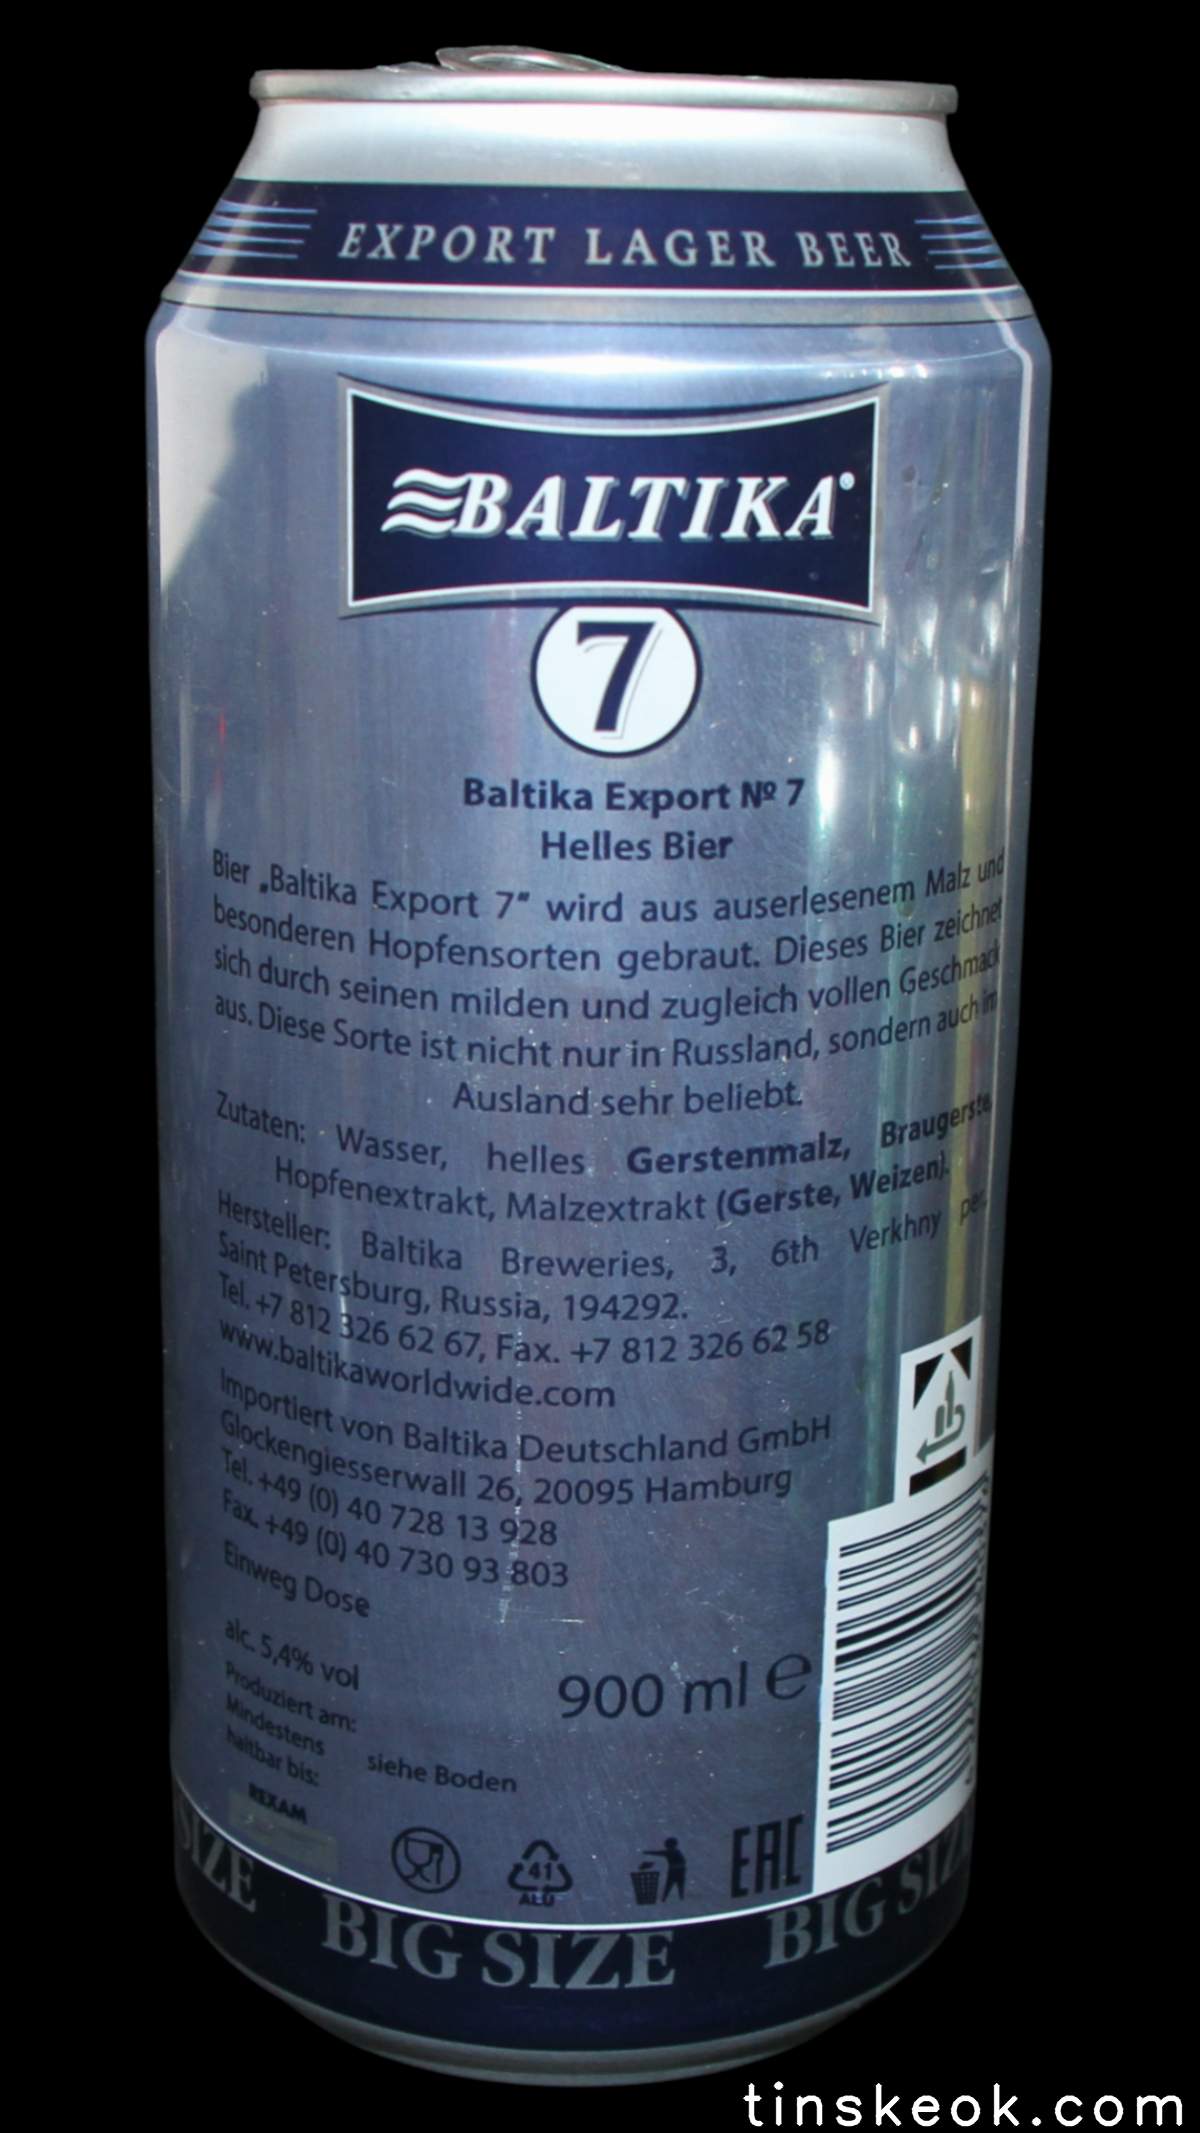 EXPORT LAGER BEER
BALTIKA®
7
Baltika Export № 7
Helles Bier
Bier „Baltika Export 7" wird aus auserlesenem Malz und
besonderen Hopfensorten gebraut. Dieses Bier zeichnet
sich durch seinen milden und zugleich vollen Geschmack
aus. Diese Sorte ist nicht nur in Russland, sondern auch im
Ausland sehr beliebt.
Zutaten: Wasser, helles Gerstenmalz, Braugerste,
Hopfenextrakt, Malzextrakt (Gerste, Weizen).
Hersteller: Baltika Breweries, 3, 6th Verkhny per.,
Saint Petersburg, Russia, 194292.
Tel. +7 812 326 62 67, Fax. +7 812 326 62 58
www.baltikaworldwide.com
Importiert von Baltika Deutschland GmbH
Glockengiesserwall 26, 20095 Hamburg
Tel. +49 (0) 40 728 13 928
Fax. +49 (0) 40 730 93 803
Einweg Dose
alc. 5,4% vol
900 ml e
Produziert am:
Mindestens
haltbar bis:
siehe Boden
REXAM
41
ALU
EAC
SIZE BIG SIZE BIG SIZE
tinskeok.com